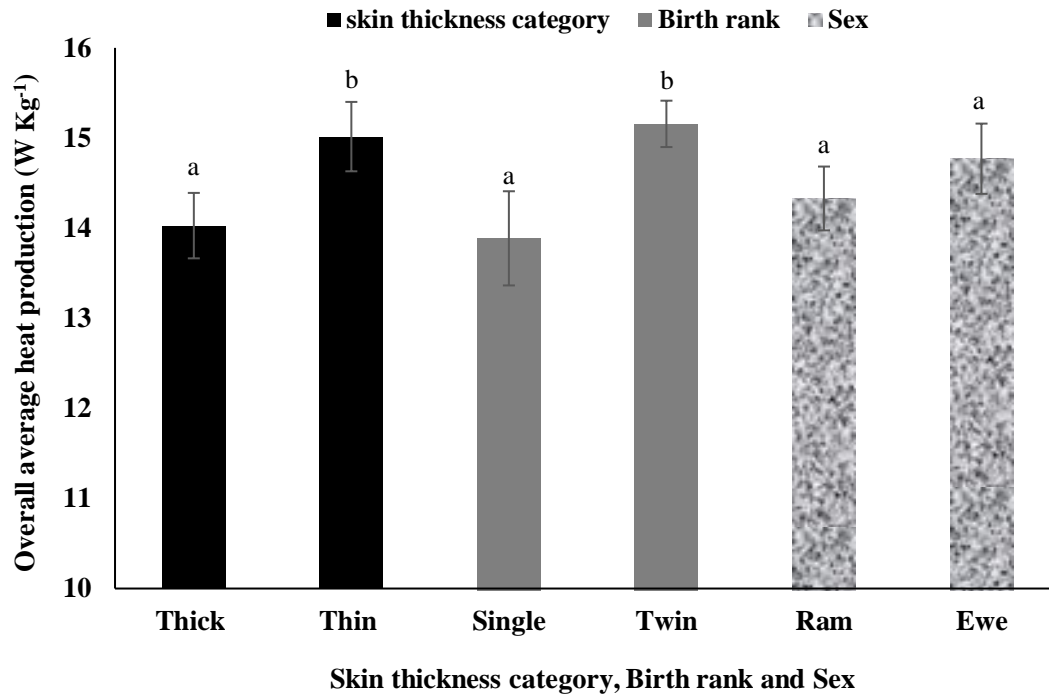 skin thickness category Birth rank Sex
Overall average heat production (W Kg-1)
16
15
14
13
12
11
10
a
b
a
b
a
a
Thick Thin Single Twin Ram Ewe
Skin thickness category, Birth rank and Sex